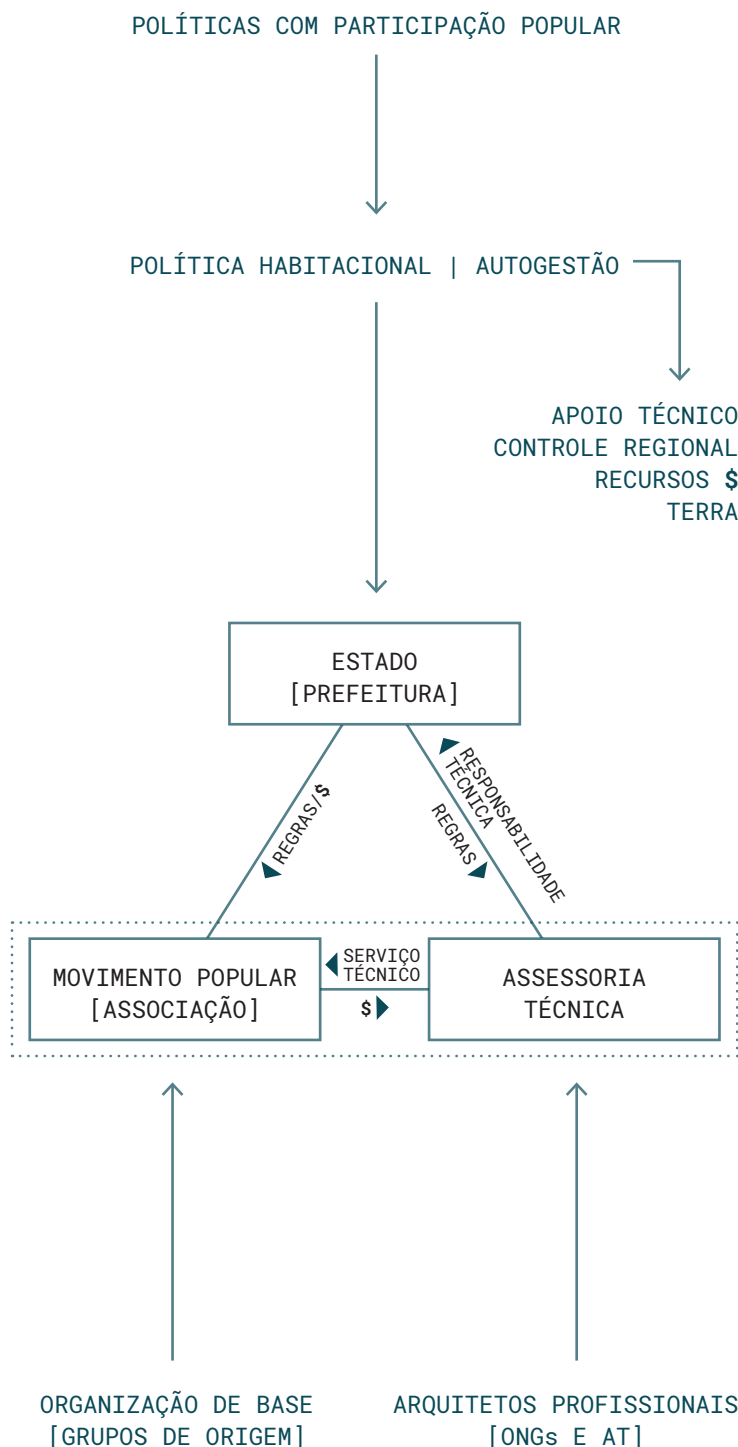 POLÍTICAS COM PARTICIPAÇÃO POPULAR
POLÍTICA HABITACIONAL | AUTOGESTÃO
APOIO TÉCNICO
CONTROLE REGIONAL
RECURSOS $
TERRA
ESTADO
[PREFEITURA]
REGRAS/$
RESPONSABILIDADE
TÉCNICA
REGRAS
MOVIMENTO POPULAR
[ASSOCIAÇÃO]
SERVIÇO
TÉCNICO
$
ASSESSORIA
TÉCNICA
ORGANIZAÇÃO DE BASE
[GRUPOS DE ORIGEM]
ARQUITETOS PROFISSIONAIS
[ONGs E AT]